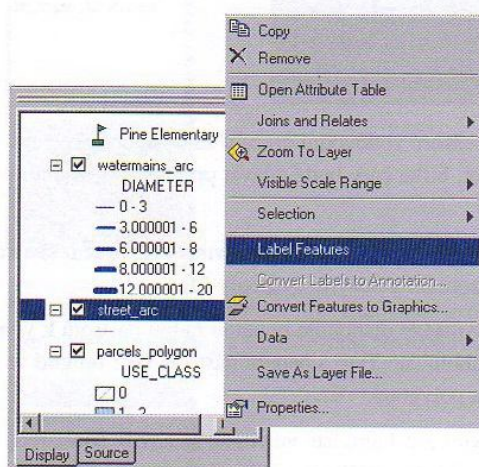 Copy
Remove
Open Attribute Table
Joins and Relates
Zoom To Layer
Visible Scale Range
Selection
Label Features
Convert Labels to Annotation...
Convert Features to Graphics...
Data
Save As Layer File...
Properties...
Pine Elementary
watermains_arc
DIAMETER
0 - 3
3.000001 - 6
6.000001 - 8
8.000001 - 12
12.000001 - 20
street_arc
parcels_polygon
USE_CLASS
0
1 - 2
Display Source